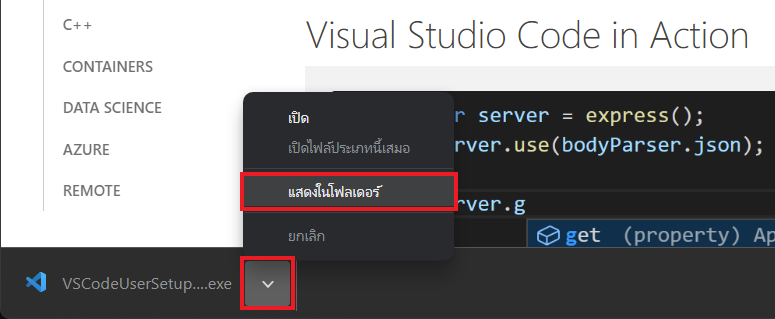 C++
Visual Studio Code in Action
CONTAINERS
DATA SCIENCE
AZURE
REMOTE
เปิด
เปิดไฟล์ประเภทนี้เสมอ
แสดงในโฟลเดอร์
ยกเลิก
r server = express();
rver.use(bodyParser.json);
rver.g
get (property) Ap
VSCodeUserSetup....exe